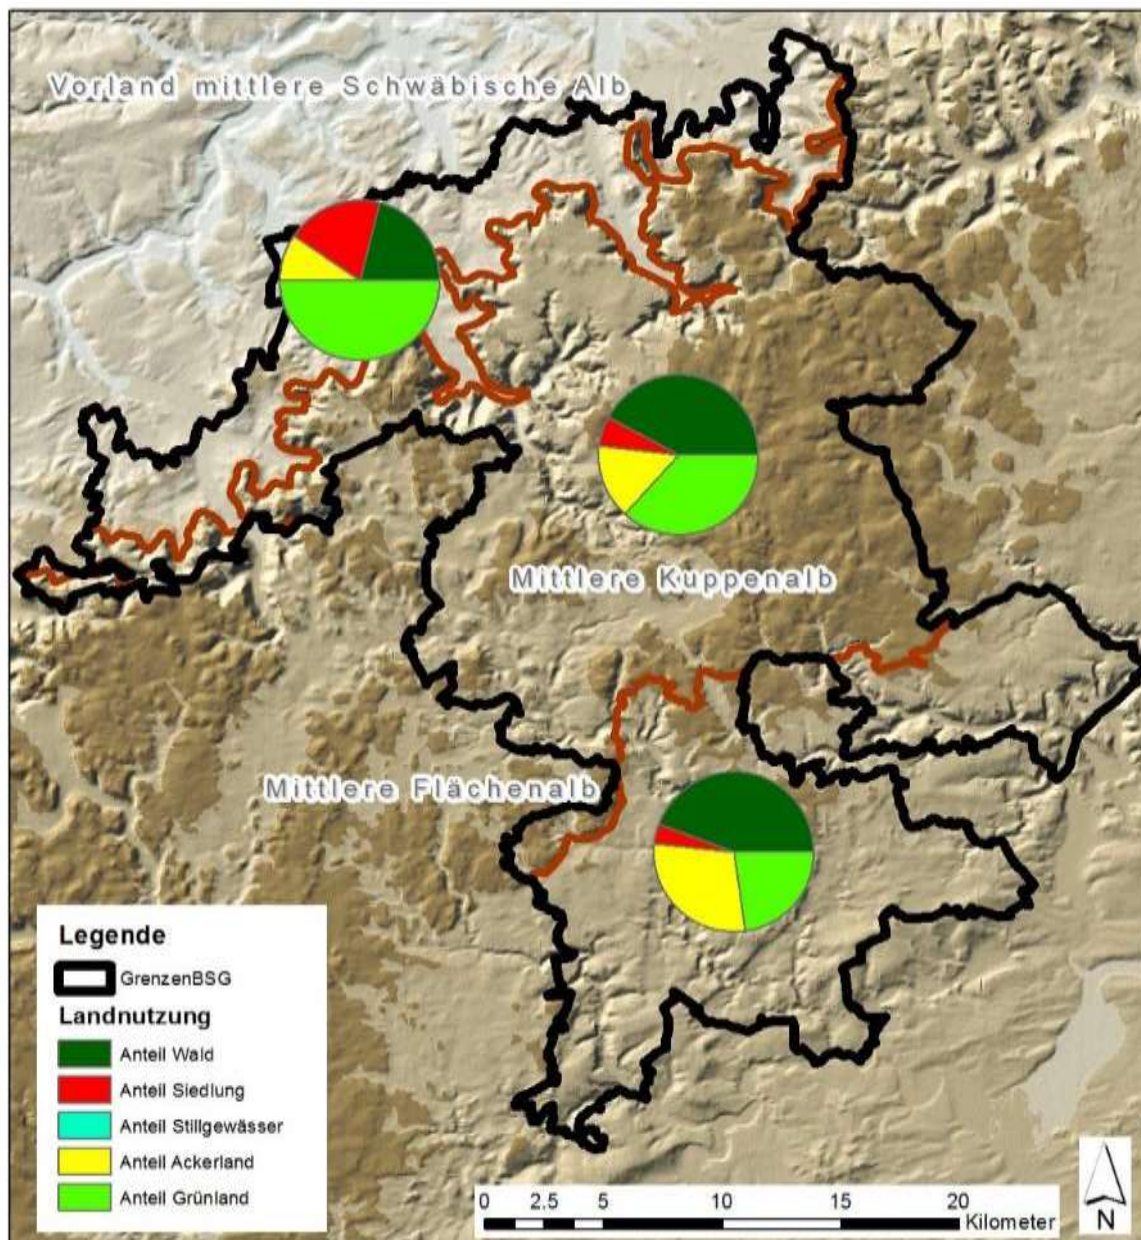 Vorland mittlere Schwäbische Alb
Mittlere Kuppenalb
Mittlere Flächenalb
Legende
GrenzenBSG
Landnutzung
Anteil Wald
Anteil Siedlung
Anteil Stillgewässer
Anteil Ackerland
Anteil Grünland
0 2.5 5 10 15 20
Kilometer
N